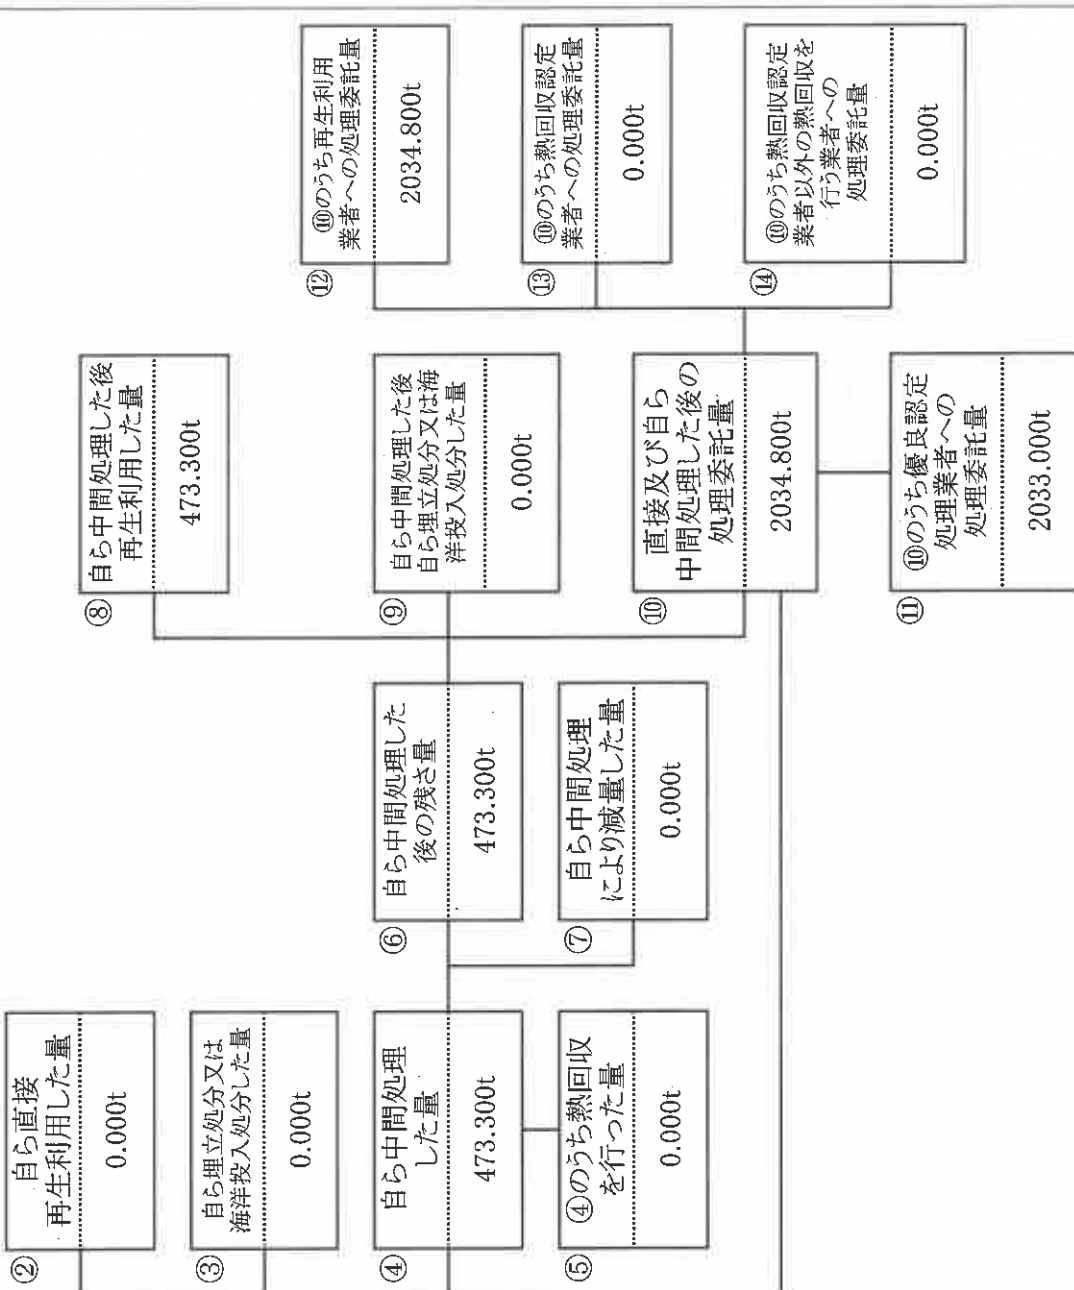 ②
自ら直接
再生利用した量
0.000t
③
自ら埋立処分又は
海洋投入処分した量
0.000t
④
自ら中間処理
した量
473.300t
⑤
④のうち熱回収
を行った量
0.000t
⑥
自ら中間処理した
後の残さ量
473.300t
⑦
自ら中間処理
により減量した量
0.000t
⑧
自ら中間処理した後
再生利用した量
473.300t
⑨
自ら中間処理した後
自ら埋立処分又は海
洋投入処分した量
0.000t
⑩
直接及び自ら
中間処理した後の
処理委託量
2034.800t
⑪
⑩のうち優良認定
処理業者への
処理委託量
2033.000t
⑫
⑩のうち再生利用
業者への処理委託量
2034.800t
⑬
⑩のうち熱回収認定
業者への処理委託量
0.000t
⑭
⑩のうち熱回収認定
業者以外の熱回収を
行う業者への
処理委託量
0.000t